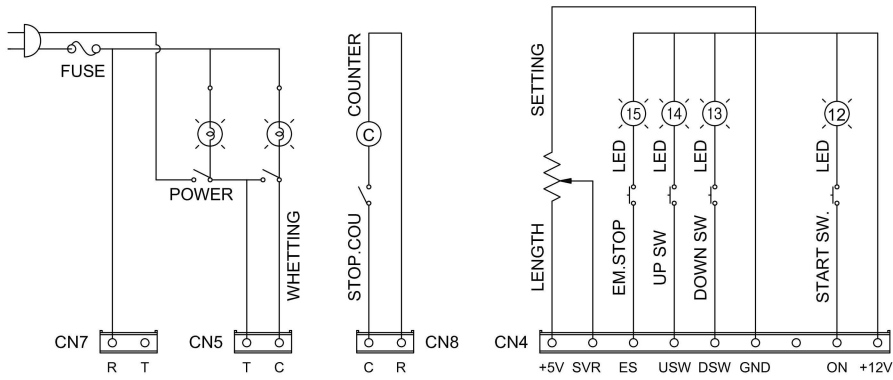 FUSE
POWER
WHETTING
CN7
R T
CN5
T C
COUNTER
C
STOP.COU
CN8
C R
SETTING
LENGTH
15
14
13
12
LED
LED
LED
LED
EM.STOP
UP SW
DOWN SW
START SW.
CN4
+5V SVR ES USW DSW GND ON +12V